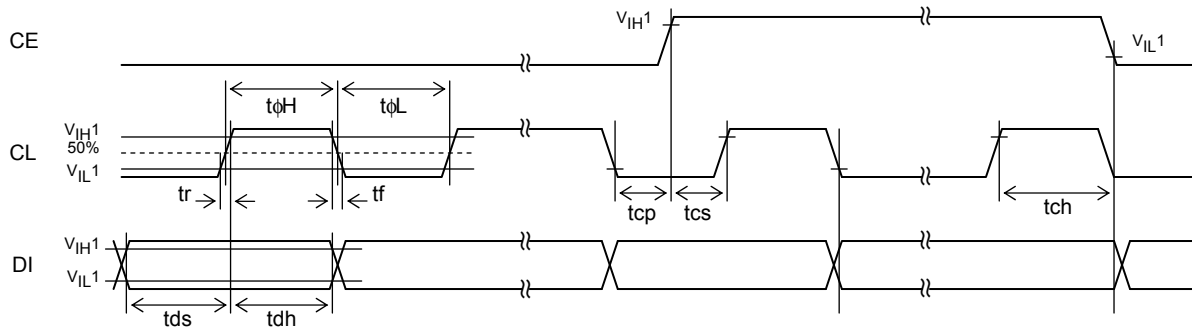 CE
VIH1
VIL1
tϕH
tϕL
CL
VIH1
50%
VIL1
tr
tf
tcp
tcs
tch
DI
VIH1
VIL1
tds
tdh